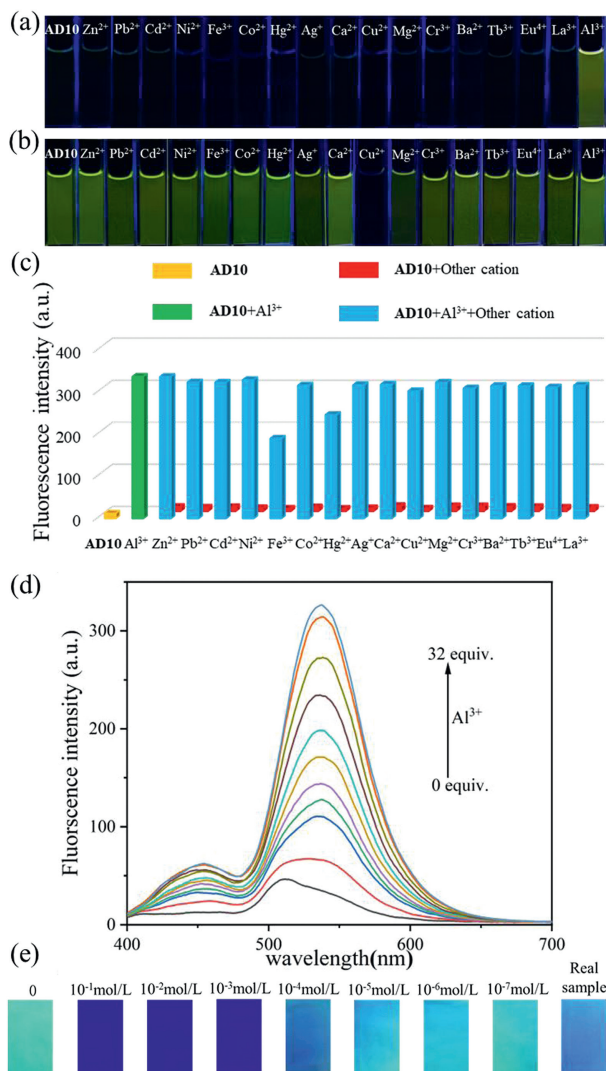 (a)
AD10 Zn²⁺ Pb²⁺ Cd²⁺ Ni²⁺ Fe³⁺ Co²⁺ Hg²⁺ Ag⁺ Ca²⁺ Cu²⁺ Mg²⁺ Cr³⁺ Ba²⁺ Tb³⁺ Eu⁴⁺ La³⁺ Al³⁺
(b)
AD10 Zn²⁺ Pb²⁺ Cd²⁺ Ni²⁺ Fe³⁺ Co²⁺ Hg²⁺ Ag⁺ Ca²⁺ Cu²⁺ Mg²⁺ Cr³⁺ Ba²⁺ Tb³⁺ Eu⁴⁺ La³⁺ Al³⁺
(c)
AD10
AD10+Other cation
AD10+Al³⁺
AD10+Al³⁺+Other cation
Fluorescence intensity (a.u.)
400
300
200
100
0
AD10 Al³⁺ Zn²⁺ Pb²⁺ Cd²⁺ Ni²⁺ Fe³⁺ Co²⁺ Hg²⁺ Ag⁺ Ca²⁺ Cu²⁺ Mg²⁺ Cr³⁺ Ba²⁺ Tb³⁺ Eu⁴⁺ La³⁺
(d)
Fluorscence intensity (a.u.)
300
200
100
0
32 equiv.
Al³⁺
0 equiv.
400 500 600 700
wavelength(nm)
(e)
0 10⁻¹mol/L 10⁻²mol/L 10⁻³mol/L 10⁻⁴mol/L 10⁻⁵mol/L 10⁻⁶mol/L 10⁻⁷mol/L Real
sample